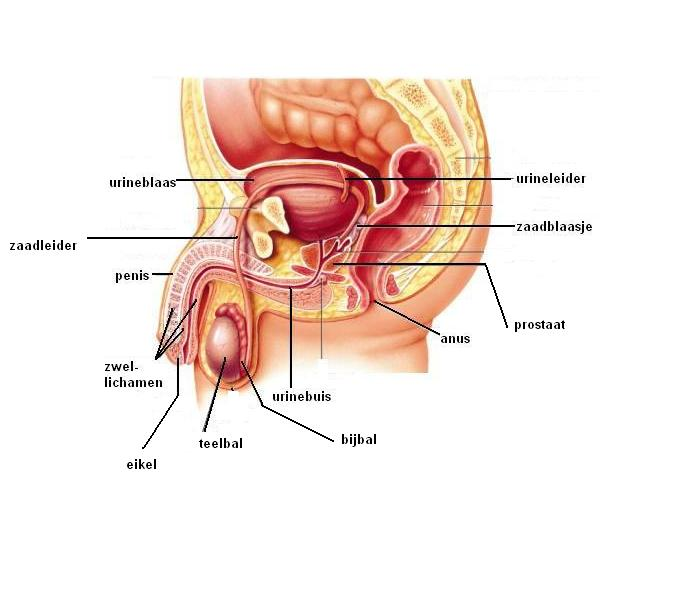 urineblaas
urineleider
zaadblaasje
zaadleider
penis
prostaat
anus
zwel-
lichamen
urinebuis
teelbal
bijbal
eikel